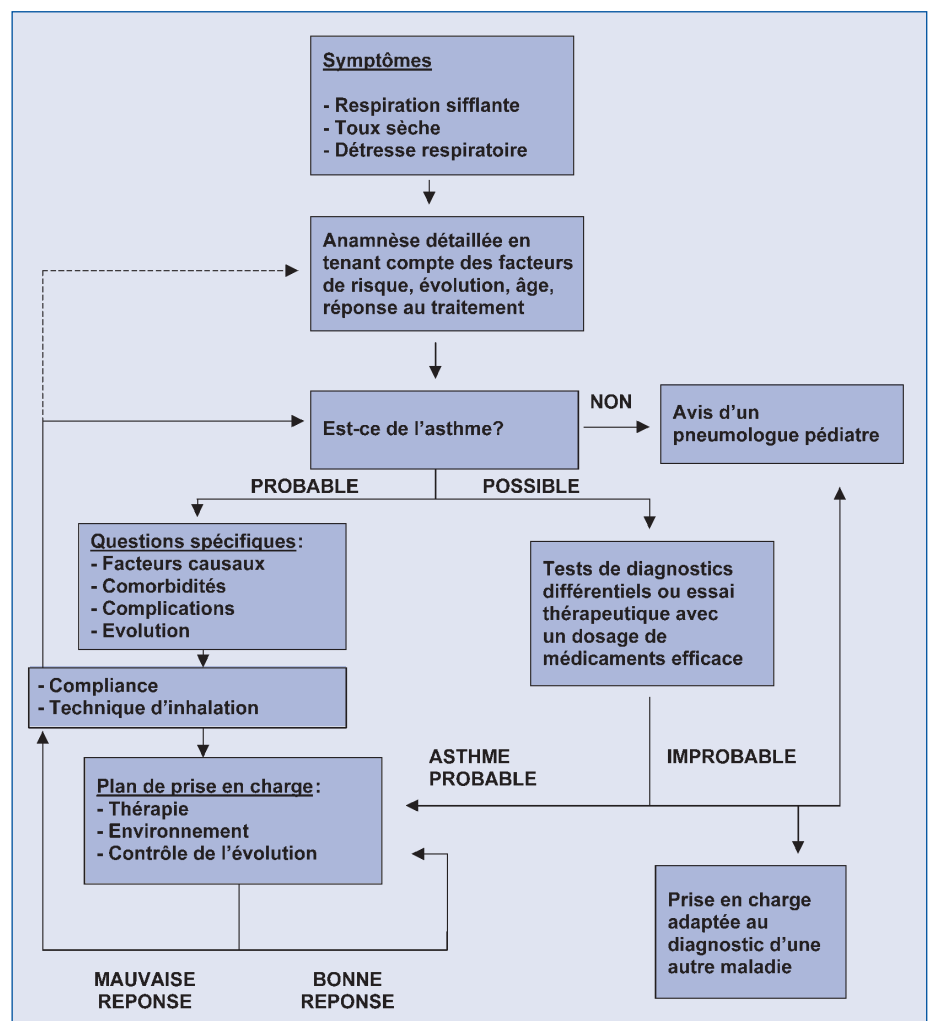 Symptômes
- Respiration sifflante
- Toux sèche
- Détresse respiratoire
Anamnèse détaillée en
tenant compte des facteurs
de risque, évolution, âge,
réponse au traitement
Est-ce de l’asthme?
NON
Avis d’un
pneumologue pédiatre
PROBABLE
POSSIBLE
Questions spécifiques:
- Facteurs causaux
- Comorbidités
- Complications
- Evolution
Tests de diagnostics
différentiels ou essai
thérapeutique avec
un dosage de
médicaments efficace
- Compliance
- Technique d’inhalation
ASTHME
PROBABLE
IMPROBABLE
Plan de prise en charge:
- Thérapie
- Environnement
- Contrôle de l’évolution
Prise en charge
adaptée au
diagnostic d’une
autre maladie
MAUVAISE
REPONSE
BONNE
REPONSE